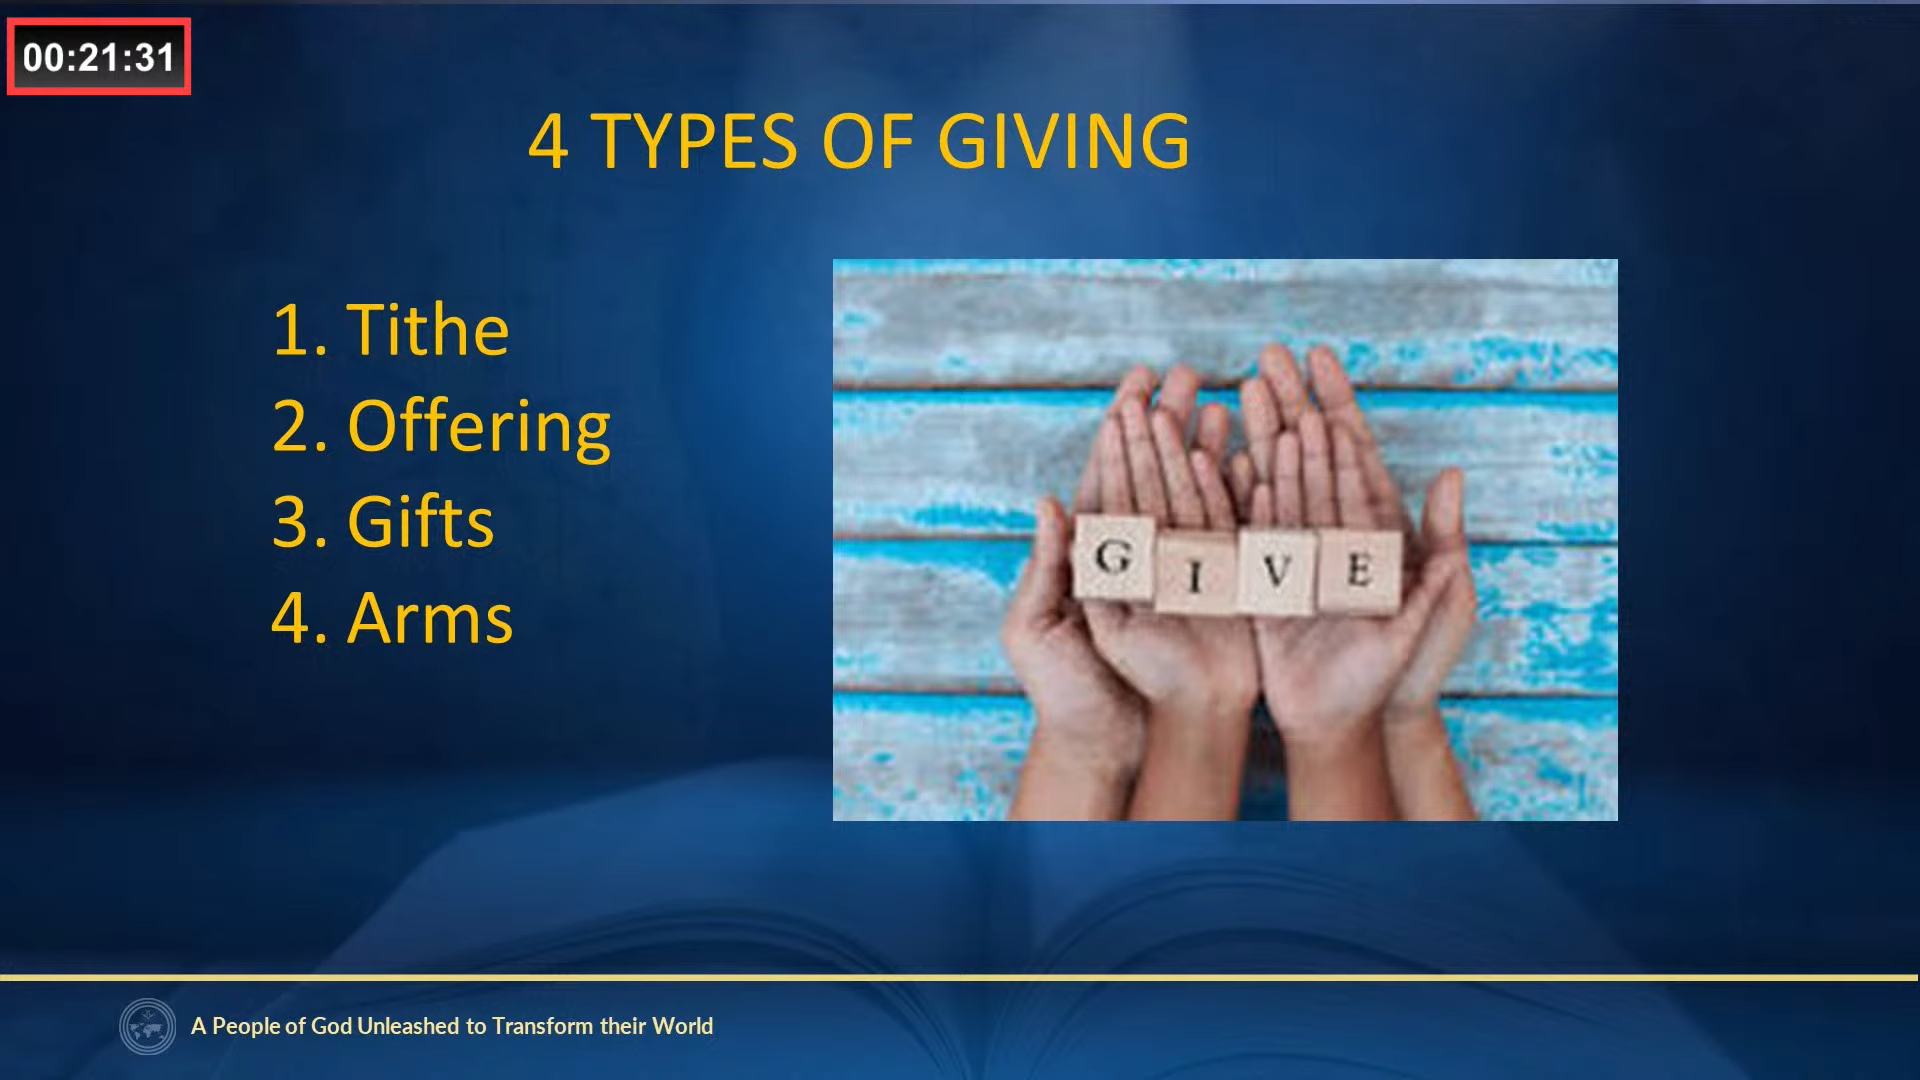 00:21:31
4 TYPES OF GIVING
1. Tithe
2. Offering
3. Gifts
4. Arms
G I V E
A People of God Unleashed to Transform their World